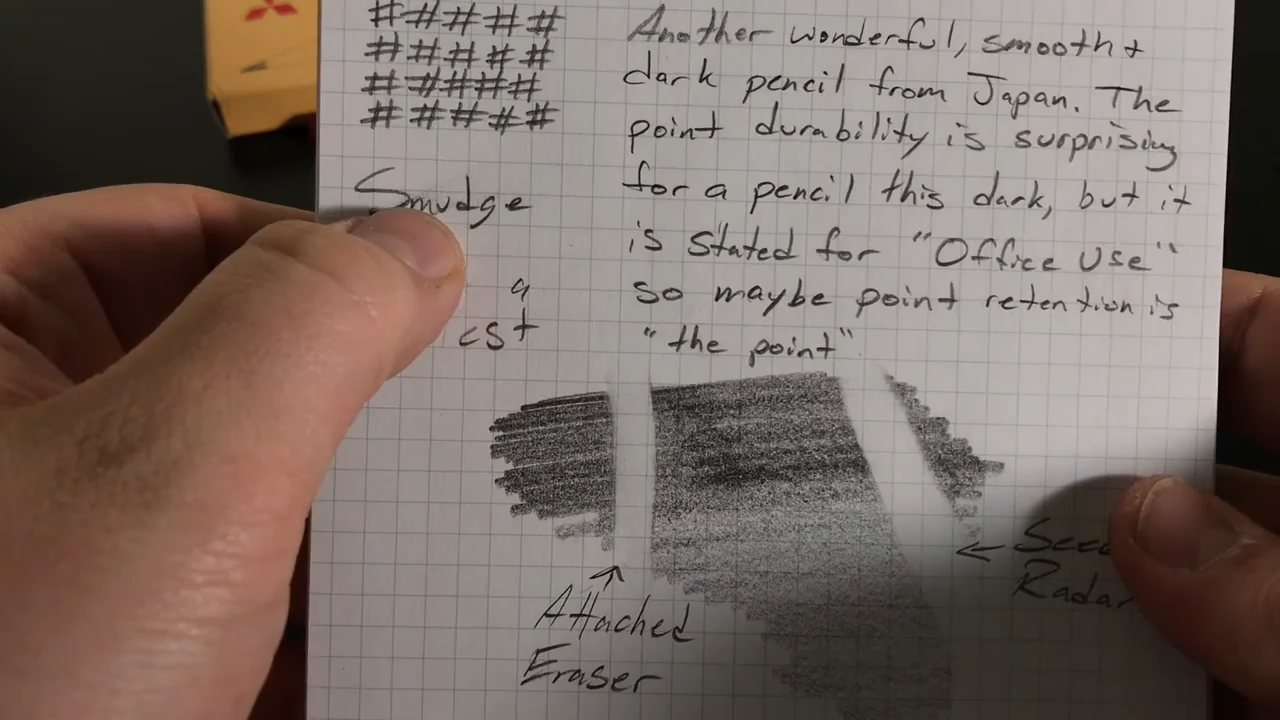 #####
#####
#####
#####
Smudge
Another wonderful, smooth +
dark pencil from Japan. The
point durability is surprising
for a pencil this dark, but it
is stated for "Office Use"
so maybe point retention is
"the point"
Attached
Eraser
Radar